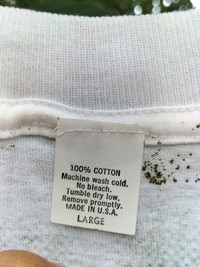 100% COTTON
Machine wash cold.
No bleach.
Tumble dry low.
Remove promptly.
MADE IN U.S.A.
LARGE